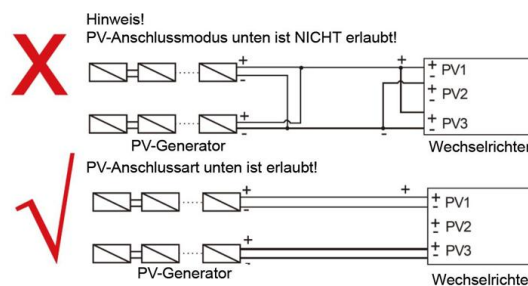 Hinweis!
PV-Anschlussmodus unten ist NICHT erlaubt!
X
+ + + PV1
- -
+ PV2
-
+ + PV3
- - -
PV-Generator Wechselrichter
PV-Anschlussart unten ist erlaubt!
+ + + PV1
- -
+ PV2
-
+ + PV3
- -
PV-Generator
Wechselrichter